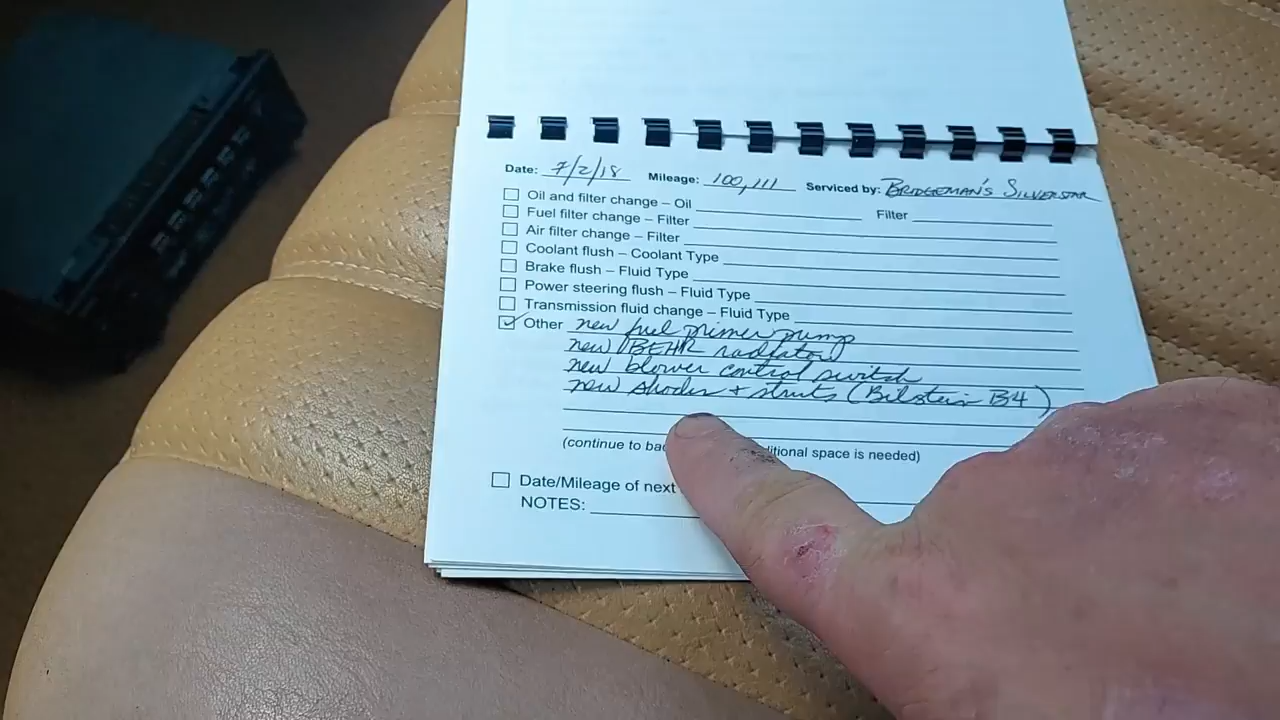 Date: 7/2/18 Mileage: 100,111 Serviced by: BRIDGEMAN'S SILVERSTAR
Oil and filter change – Oil Filter
Fuel filter change – Filter
Air filter change – Filter
Coolant flush – Coolant Type
Brake flush – Fluid Type
Power steering flush – Fluid Type
Transmission fluid change – Fluid Type
Other new fuel primer pump
new BEHR radiator
new blower control switch
new shocks + struts (Bilstein B4)
(continue to space is needed)
Date/Mileage of next
NOTES: